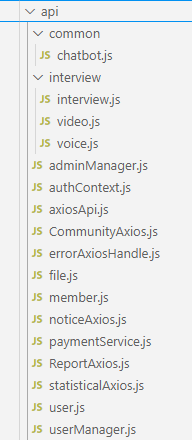 api
common
JS chatbot.js
interview
JS interview.js
JS video.js
JS voice.js
JS adminManager.js
JS authContext.js
JS axiosApi.js
JS CommunityAxios.js
JS errorAxiosHandle.js
JS file.js
JS member.js
JS noticeAxios.js
JS paymentService.js
JS ReportAxios.js
JS statisticalAxios.js
JS user.js
JS userManager.js